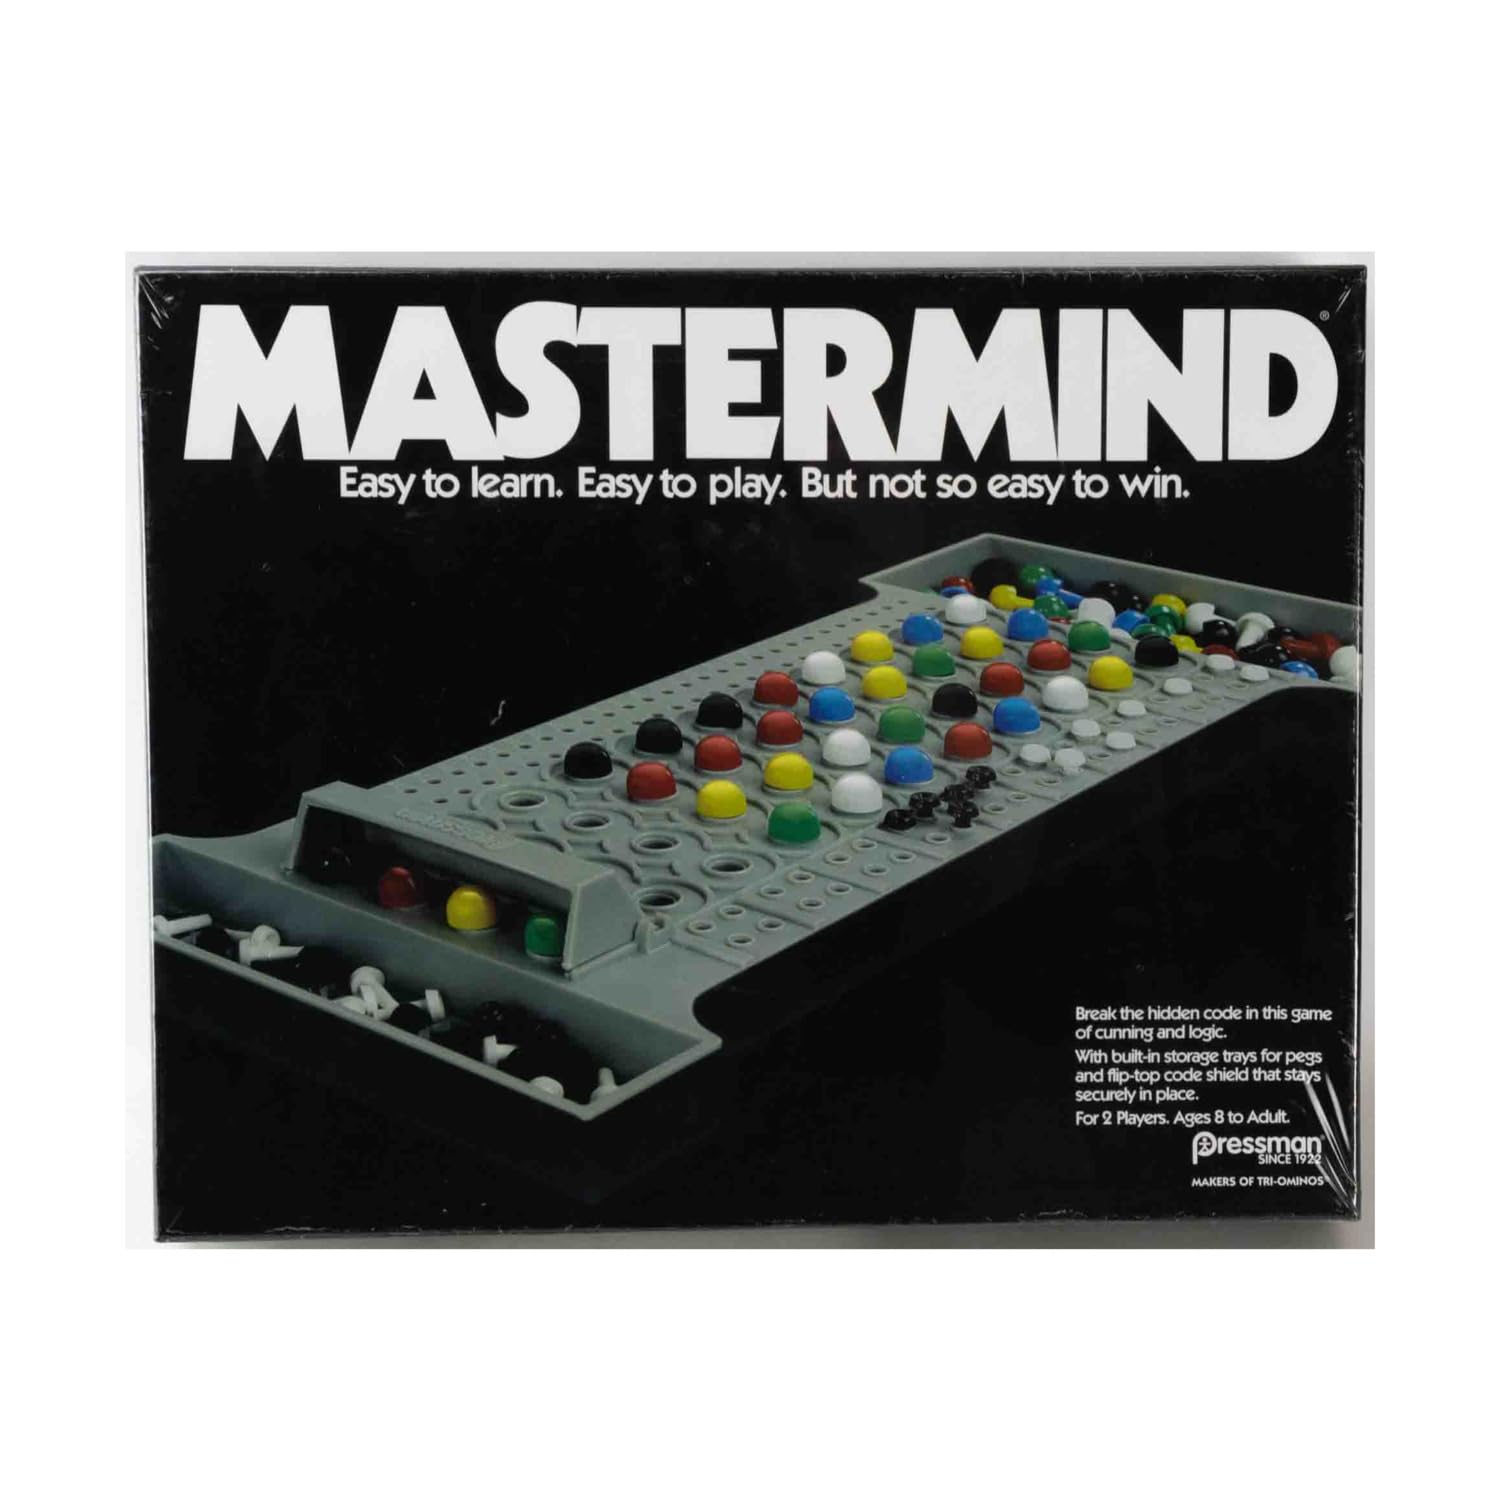 MASTERMIND®
Easy to learn. Easy to play. But not so easy to win.
Break the hidden code in this game
of cunning and logic.
With built-in storage trays for pegs
and flip-top code shield that stays
securely in place.
For 2 Players. Ages 8 to Adult.
pressman®
SINCE 1922
MAKERS OF TRI-OMINOS®